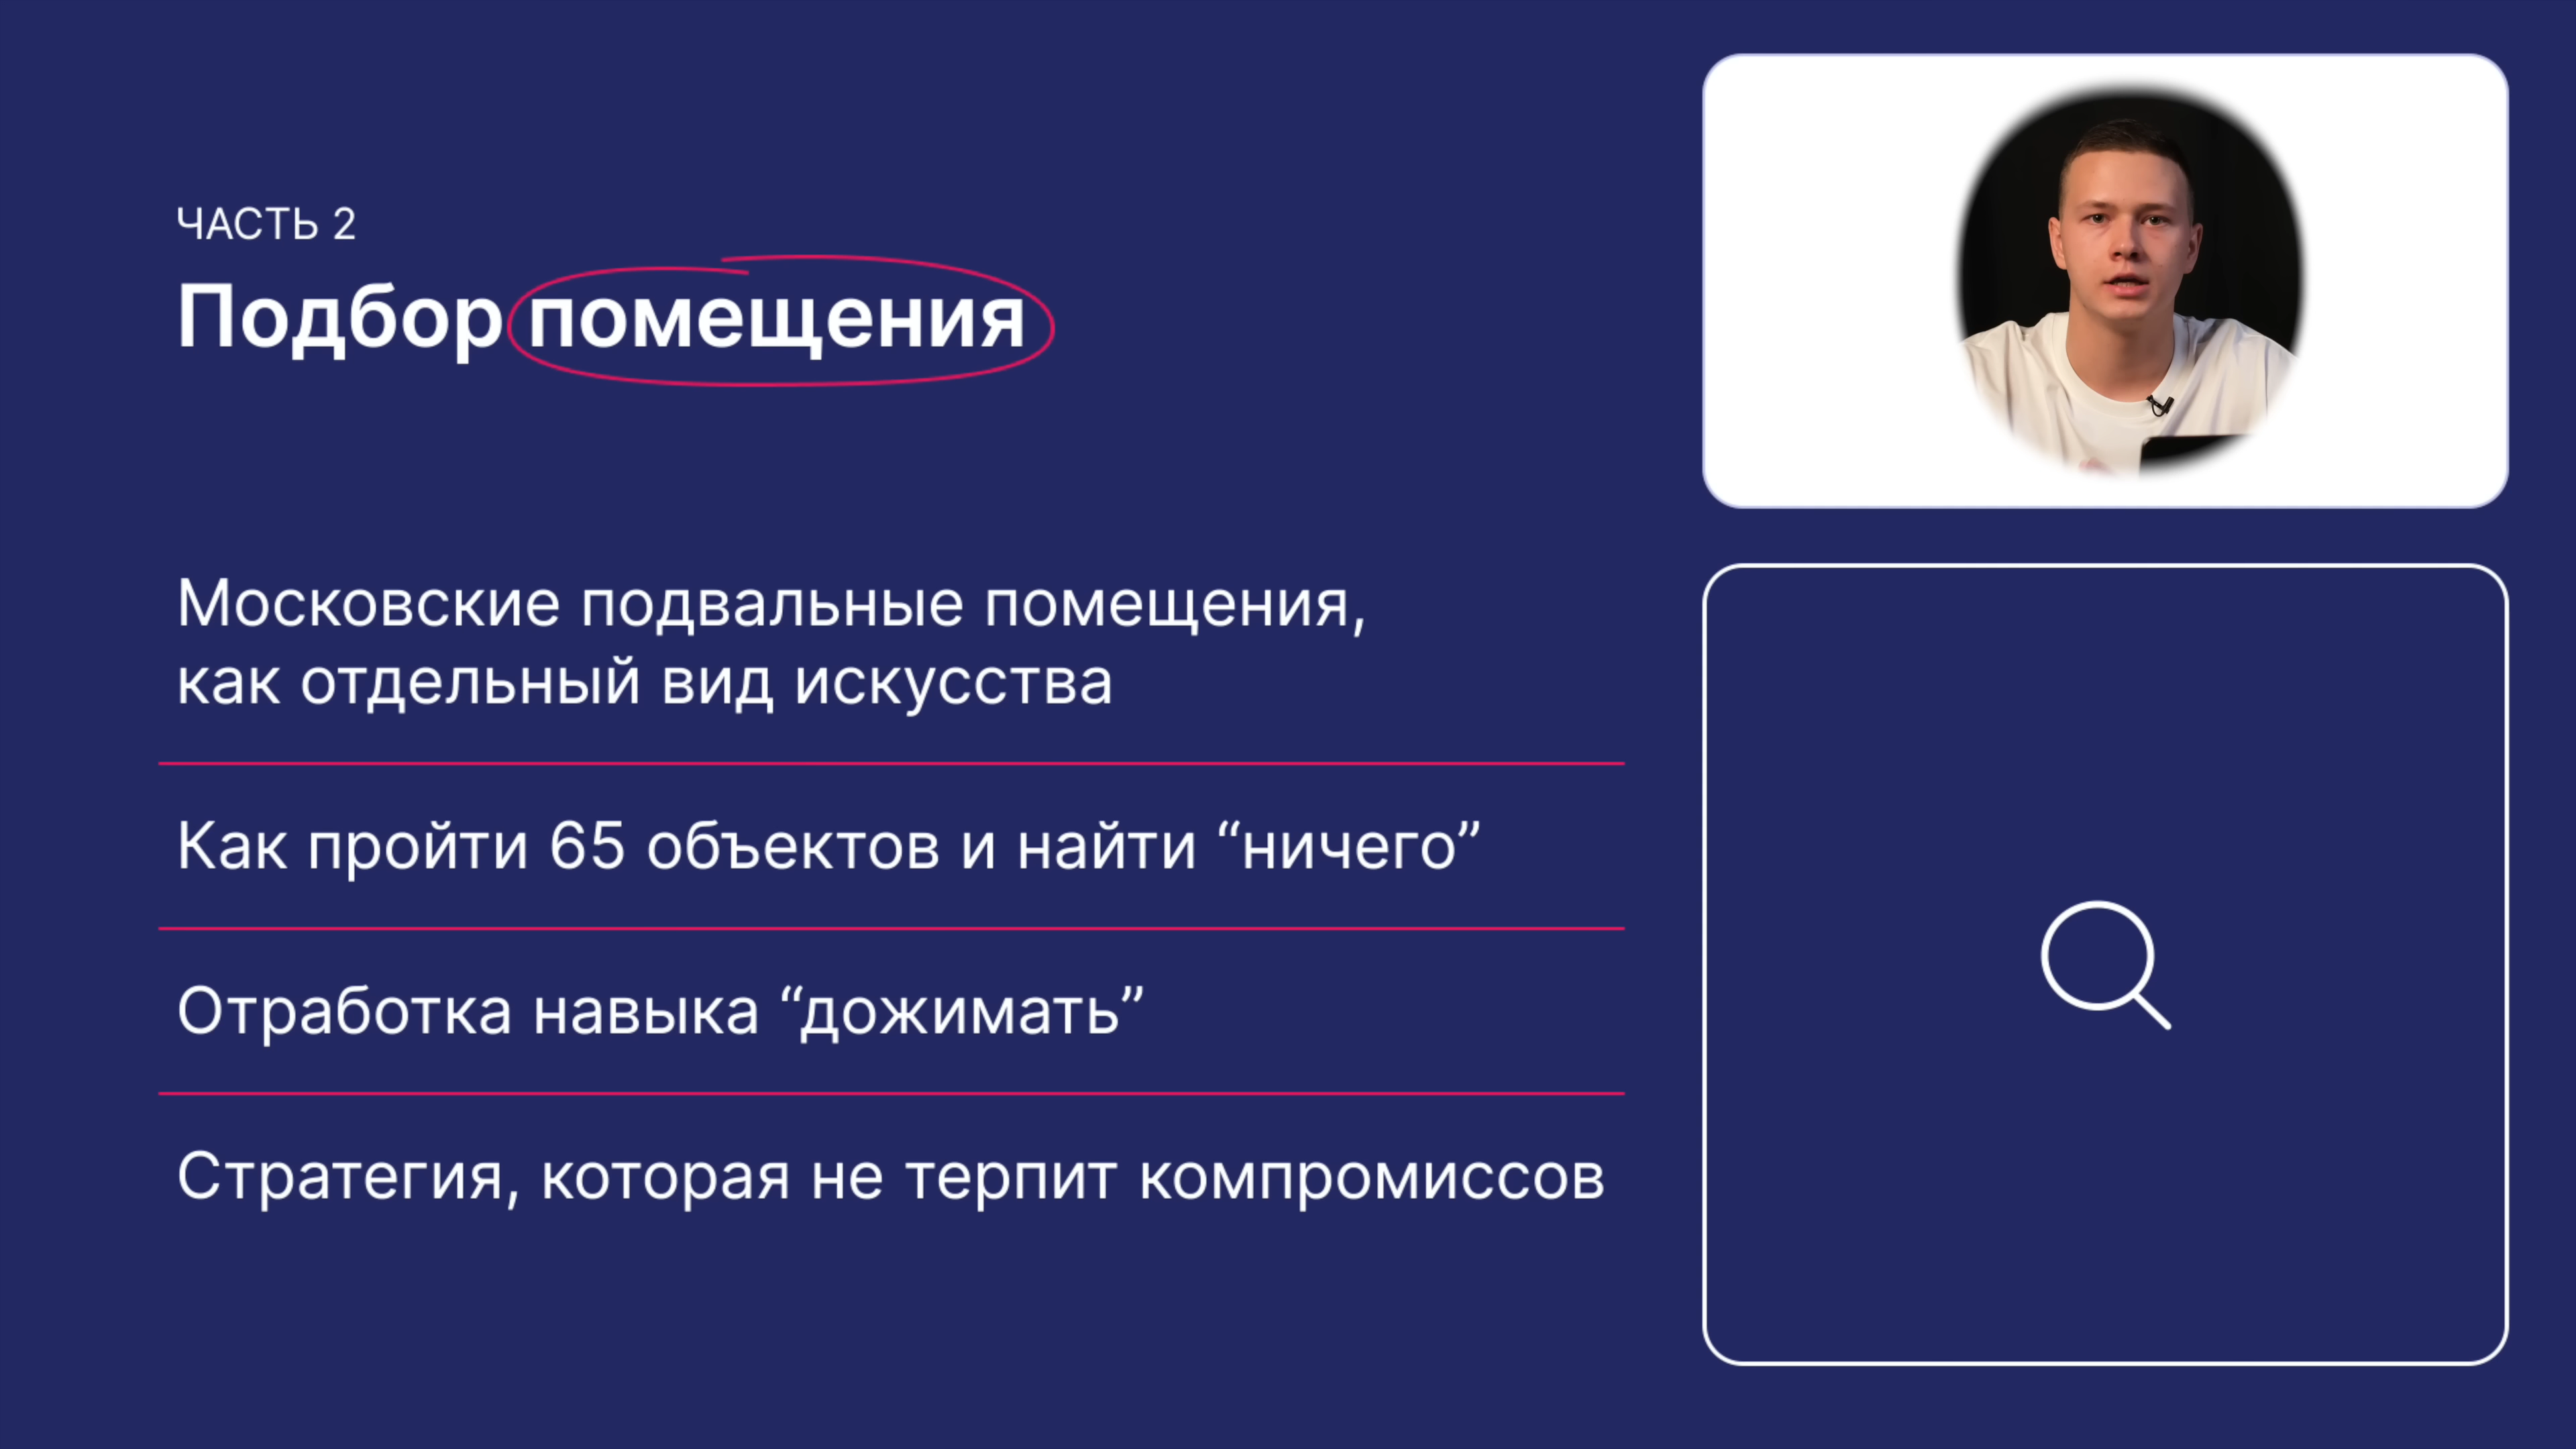 ЧАСТЬ 2
Подбор помещения
Московские подвальные помещения,
как отдельный вид искусства
Как пройти 65 объектов и найти “ничего”
Отработка навыка “дожимать”
Стратегия, которая не терпит компромиссов